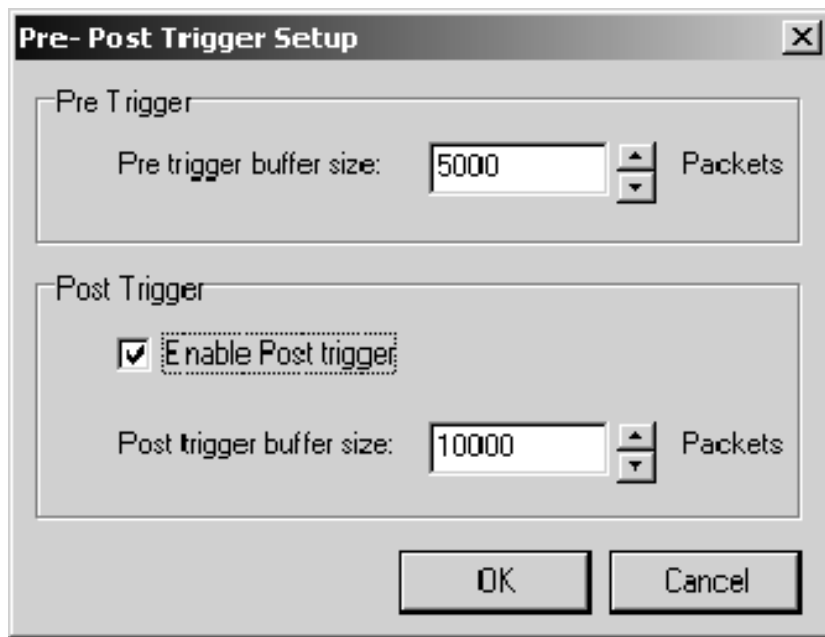 Pre- Post Trigger Setup
Pre Trigger
Pre trigger buffer size: 5000 Packets
Post Trigger
Enable Post trigger
Post trigger buffer size: 10000 Packets
OK Cancel